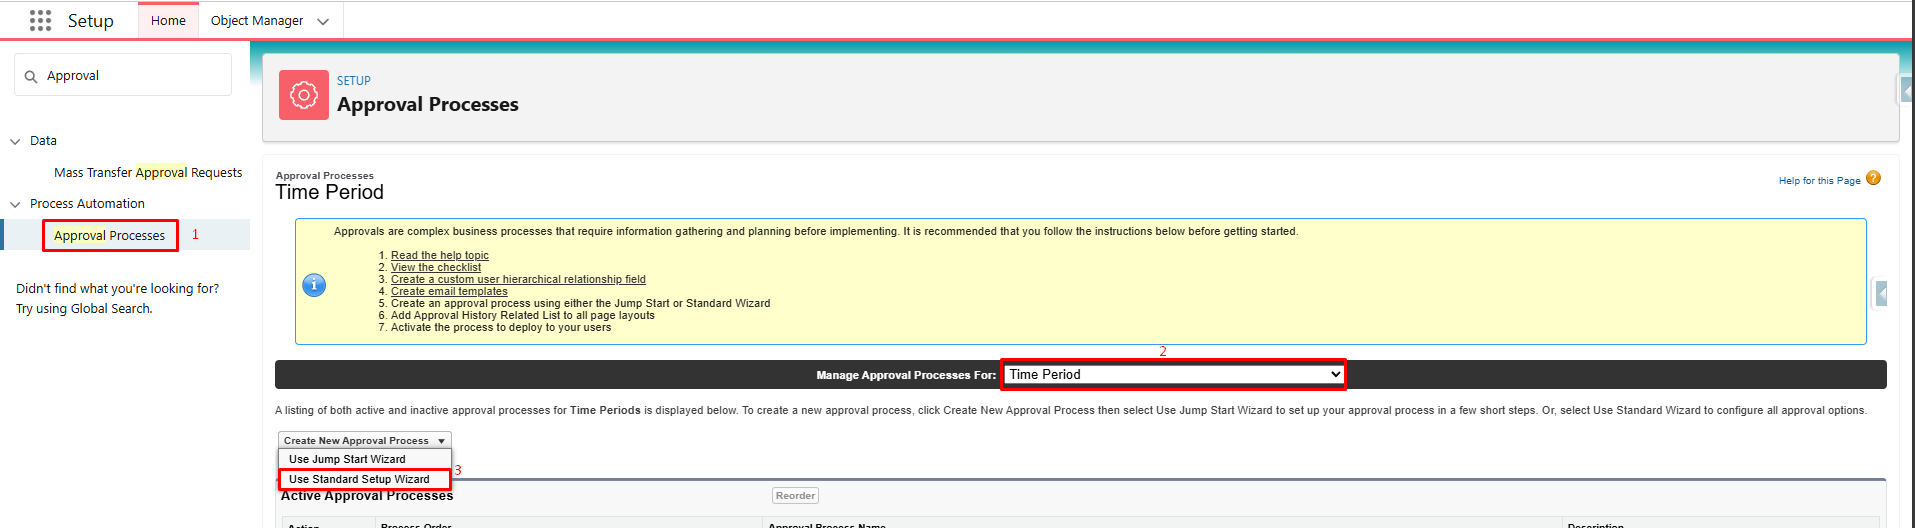 Setup
Home
Object Manager
Approval
Data
Mass Transfer Approval Requests
Process Automation
Approval Processes
1
Didn't find what you're looking for?
Try using Global Search.
SETUP
Approval Processes
Approval Processes
Time Period
Help for this Page ?
Approvals are complex business processes that require information gathering and planning before implementing. It is recommended that you follow the instructions below before getting started.
1. Read the help topic
2. View the checklist
3. Create a custom user hierarchical relationship field
4. Create email templates
5. Create an approval process using either the Jump Start or Standard Wizard
6. Add Approval History Related List to all page layouts
7. Activate the process to deploy to your users
2
Manage Approval Processes For: Time Period
A listing of both active and inactive approval processes for Time Periods is displayed below. To create a new approval process, click Create New Approval Process then select Use Jump Start Wizard to set up your approval process in a few short steps. Or, select Use Standard Wizard to configure all approval options.
Create New Approval Process
Use Jump Start Wizard
Use Standard Setup Wizard
3
Active Approval Processes
Reorder
Action
Process Order
Approval Process Name
Description